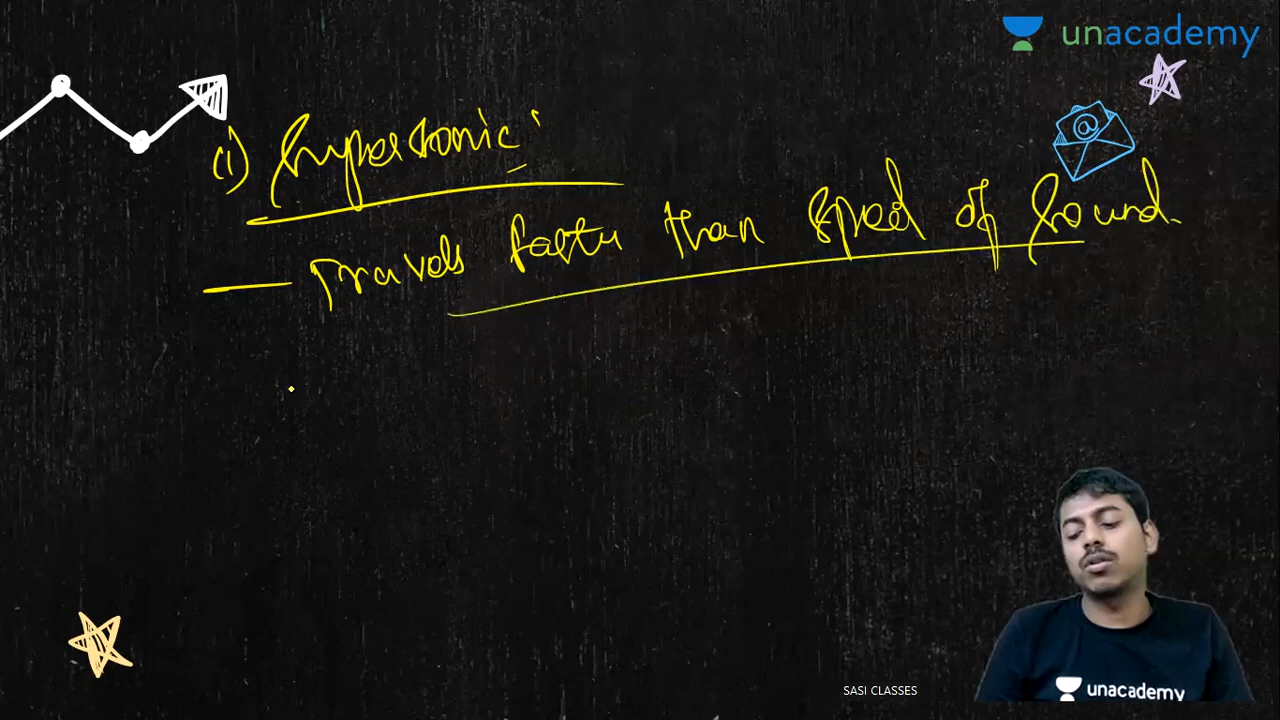 unacademy
(1) Supersonic:
— Travels faster than speed of sound.
@
SASI CLASSES
unacademy